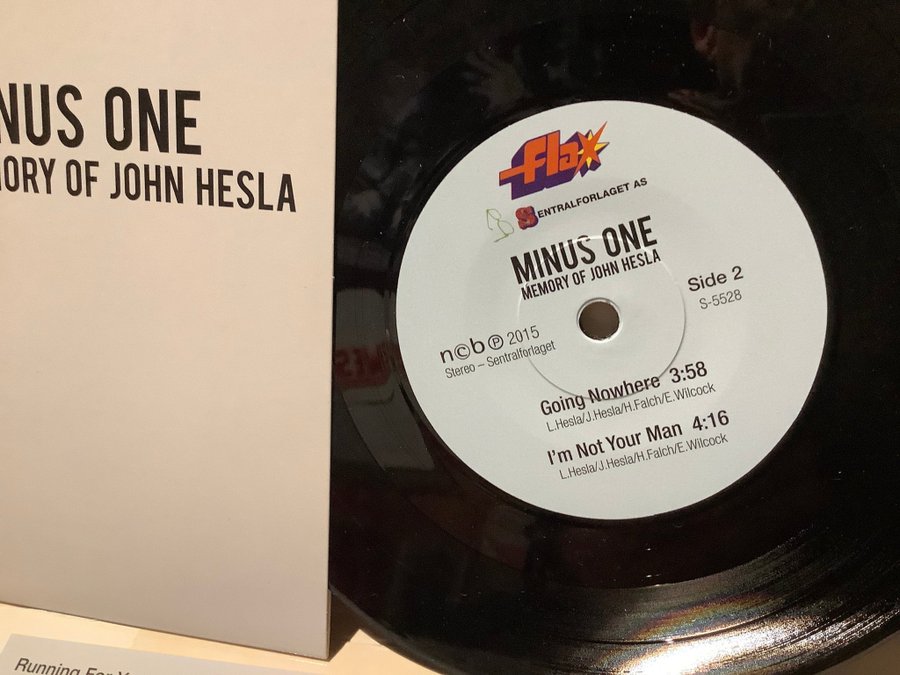 NUS ONE
MORY OF JOHN HESLA
flax
SENTRALFORLAGET AS
MINUS ONE
MEMORY OF JOHN HESLA
Side 2
S-5528
n©b ℗ 2015
Stereo – Sentralforlaget
Going Nowhere 3:58
L.Hesla/J.Hesla/H.Falch/E.Wilcock
I'm Not Your Man 4:16
L.Hesla/J.Hesla/H.Falch/E.Wilcock
Running For